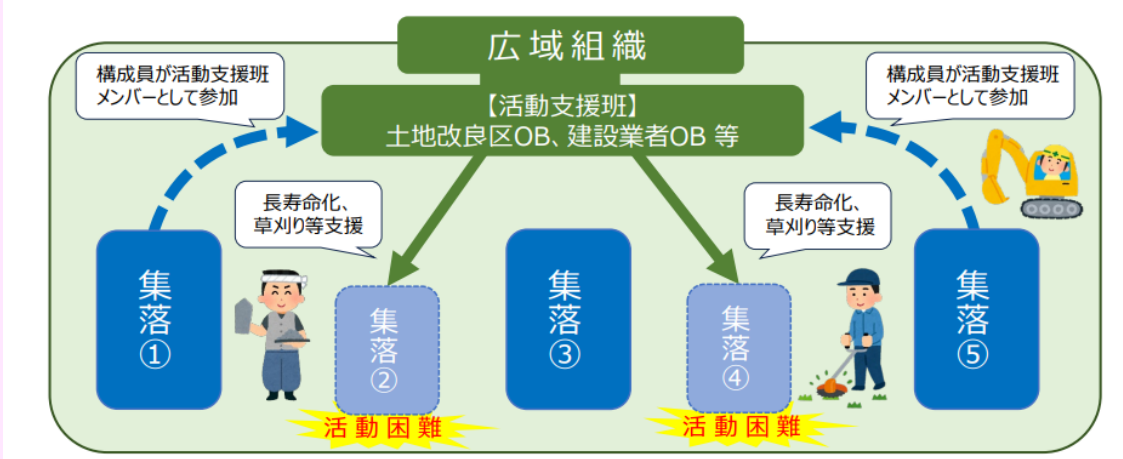 広域組織
【活動支援班】
土地改良区OB、建設業者OB 等
構成員が活動支援班
メンバーとして参加
構成員が活動支援班
メンバーとして参加
長寿命化、
草刈り等支援
長寿命化、
草刈り等支援
集落①
集落②
集落③
集落④
集落⑤
活動困難
活動困難